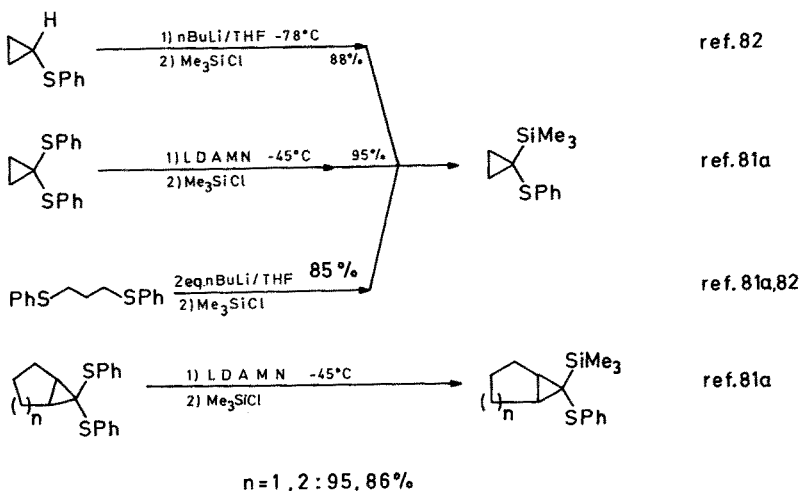 H
SPh
1) nBuLi/THF -78°C
2) Me3SiCl
88%
ref.82
SPh
SPh
1) LDAMN -45°C
2) Me3SiCl
95%
SiMe3
SPh
ref.81a
PhS SPh
2eq.nBuLi/THF
2) Me3SiCl
85%
ref.81a,82
SPh
SPh
( )n
1) LDAMN -45°C
2) Me3SiCl
SiMe3
SPh
( )n
ref.81a
n=1,2:95,86%